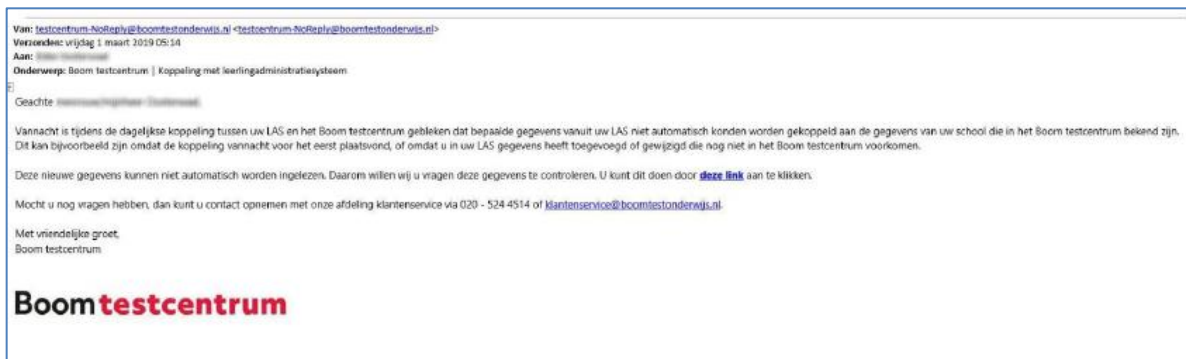 Van: testcentrum-NoReply@boomtestonderwijs.nl <testcentrum-NoReply@boomtestonderwijs.nl>
Verzonden: vrijdag 1 maart 2019 05:14
Aan:
Onderwerp: Boom testcentrum | Koppeling met leerlingadministratiesysteem
Geachte
Vannacht is tijdens de dagelijkse koppeling tussen uw LAS en het Boom testcentrum gebleken dat bepaalde gegevens vanuit uw LAS niet automatisch konden worden gekoppeld aan de gegevens van uw school die in het Boom testcentrum bekend zijn.
Dit kan bijvoorbeeld zijn omdat de koppeling vannacht voor het eerst plaatsvond, of omdat u in uw LAS gegevens heeft toegevoegd of gewijzigd die nog niet in het Boom testcentrum voorkomen.
Deze nieuwe gegevens kunnen niet automatisch worden ingelezen. Daarom willen wij u vragen deze gegevens te controleren. U kunt dit doen door deze link aan te klikken.
Mocht u nog vragen hebben, dan kunt u contact opnemen met onze afdeling klantenservice via 020 - 524 4514 of klantenservice@boomtestonderwijs.nl.
Met vriendelijke groet,
Boom testcentrum
Boom testcentrum